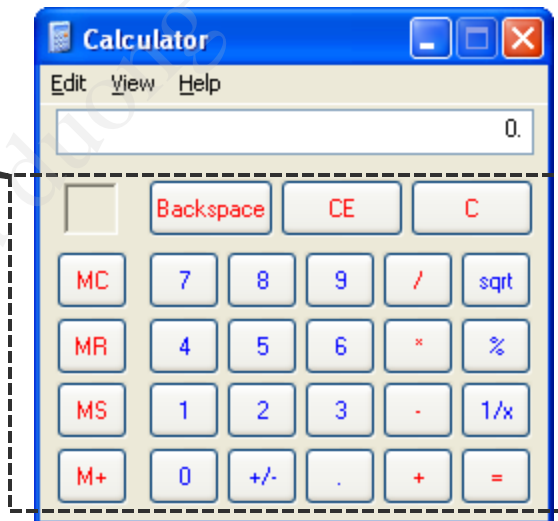 Calculator
Edit View Help
0.
Backspace CE C
MC 7 8 9 / sqrt
MR 4 5 6 * %
MS 1 2 3 - 1/x
M+ 0 +/- . + =
duong